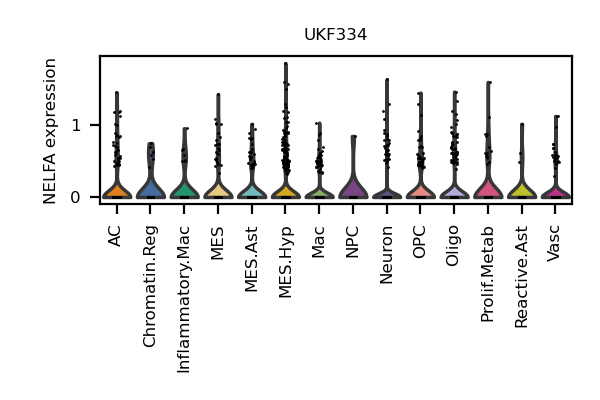 UKF334
NELFA expression
1
0
AC
Chromatin.Reg
Inflammatory.Mac
MES
MES.Ast
MES.Hyp
Mac
NPC
Neuron
OPC
Oligo
Prolif.Metab
Reactive.Ast
Vasc